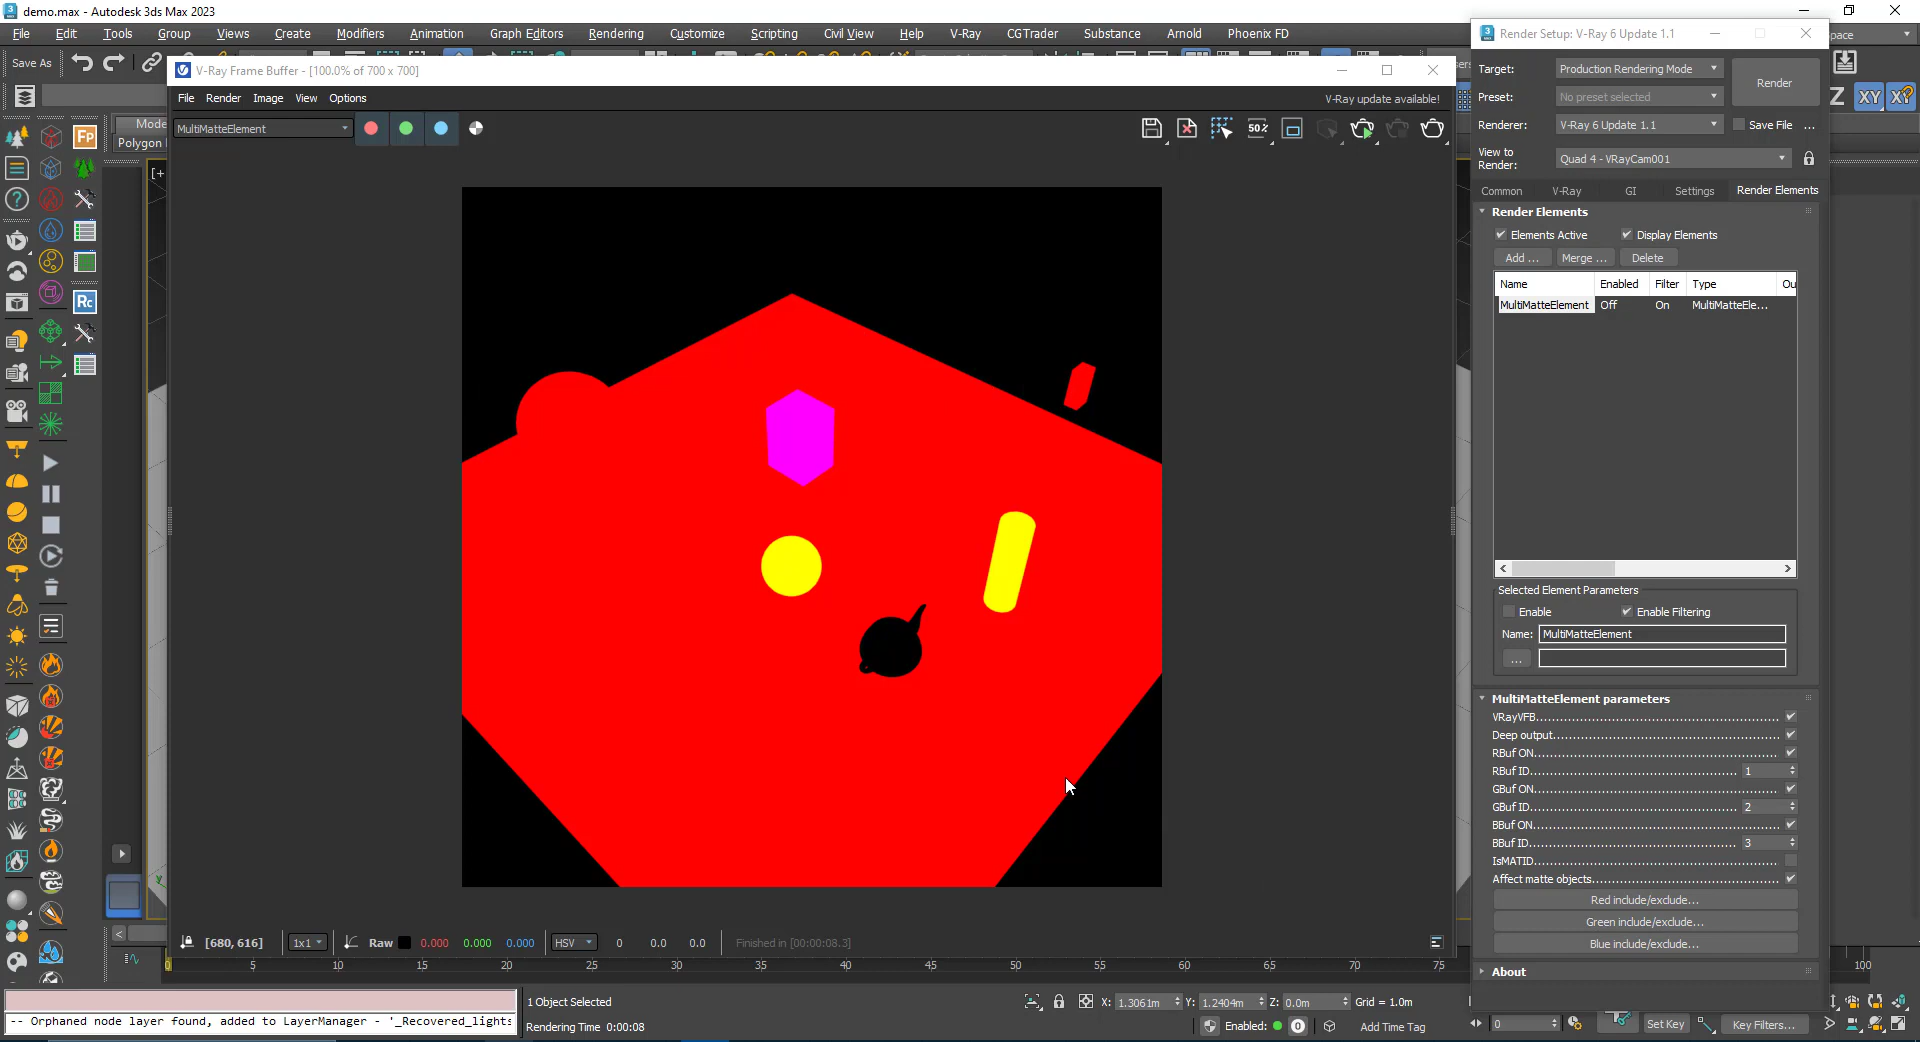 demo.max - Autodesk 3ds Max 2023
File Edit Tools Group Views Create Modifiers Animation Graph Editors Rendering Customize Scripting Civil View Help V-Ray CGTrader Substance Arnold Phoenix FD
Save As
V-Ray Frame Buffer - [100.0% of 700 x 700]
File Render Image View Options
V-Ray update available!
MultiMatteElement
50%
Mode
Polygon
[+
Fp
Rc
Render Setup: V-Ray 6 Update 1.1
pace
Target: Production Rendering Mode
Render
Preset: No preset selected
Renderer: V-Ray 6 Update 1.1
Save File ...
View to
Render: Quad 4 - VRayCam001
Z XY
Common V-Ray GI Settings Render Elements
Render Elements
Elements Active Display Elements
Add ... Merge ... Delete
Name Enabled Filter Type Ou
MultiMatteElement Off On MultiMatteEle...
Selected Element Parameters
Enable Enable Filtering
Name: MultiMatteElement
...
MultiMatteElement parameters
VRayVFB
Deep output
RBuf ON
RBuf ID 1
GBuf ON
GBuf ID 2
BBuf ON
BBuf ID 3
IsMATID
Affect matte objects
Red include/exclude...
Green include/exclude...
Blue include/exclude...
About
[680, 616] 1x1 Raw 0.000 0.000 0.000 HSV 0 0.0 0.0 Finished in [00:00:08.3]
0 5 10 15 20 25 30 35 40 45 50 55 60 65 70 75 100
1 Object Selected
X: 1.3061m Y: 1.2404m Z: 0.0m Grid = 1.0m
-- Orphaned node layer found, added to LayerManager - '_Recovered_lights
Rendering Time 0:00:08
Enabled: 0 Add Time Tag
0 Set Key Key Filters...